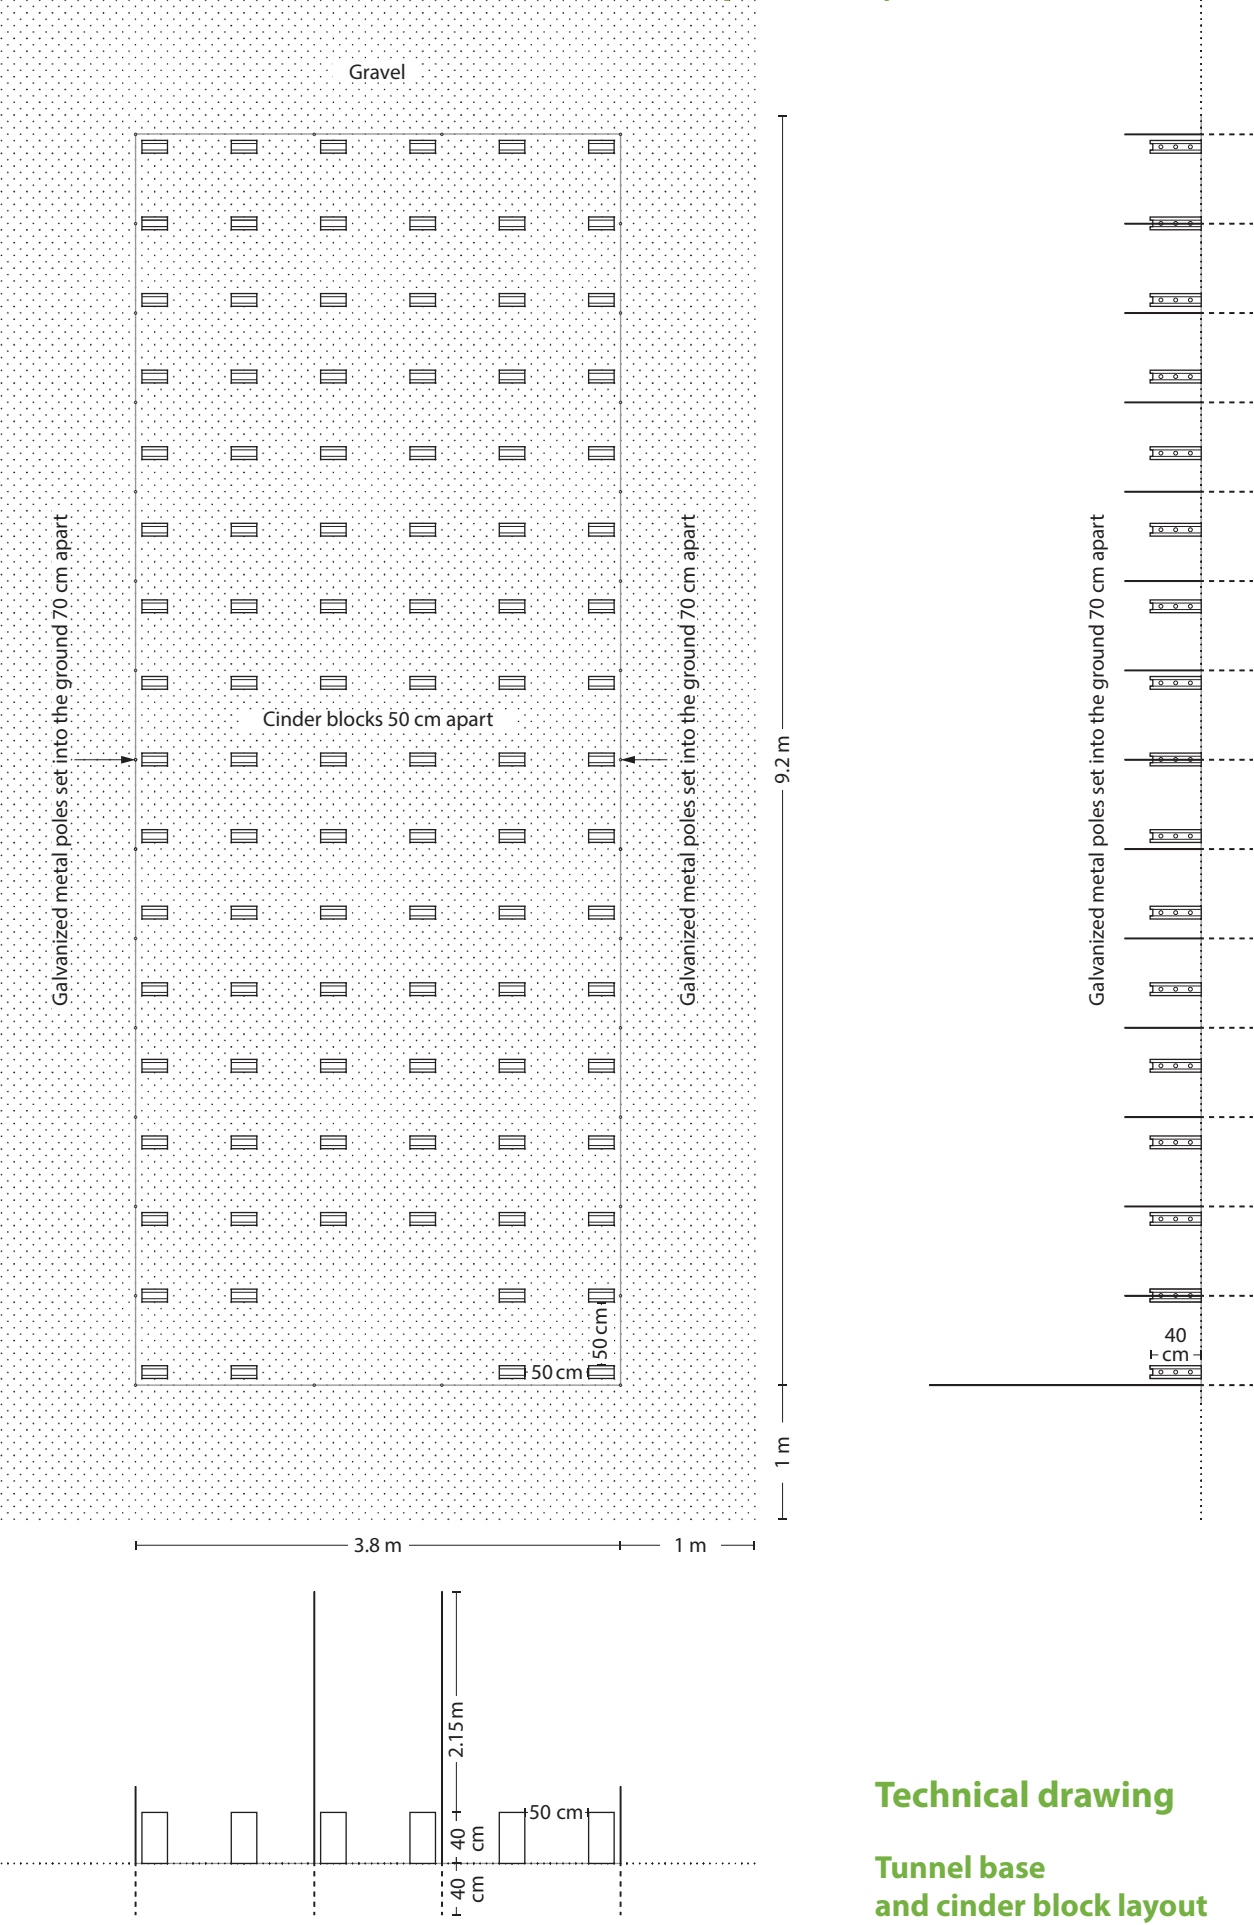 Gravel
Galvanized metal poles set into the ground 70 cm apart
Cinder blocks 50 cm apart
Galvanized metal poles set into the ground 70 cm apart
9.2 m
Galvanized metal poles set into the ground 70 cm apart
50 cm
50 cm
40
cm
1 m
3.8 m
1 m
2.15 m
50 cm
40
cm
40
cm
Technical drawing
Tunnel base
and cinder block layout